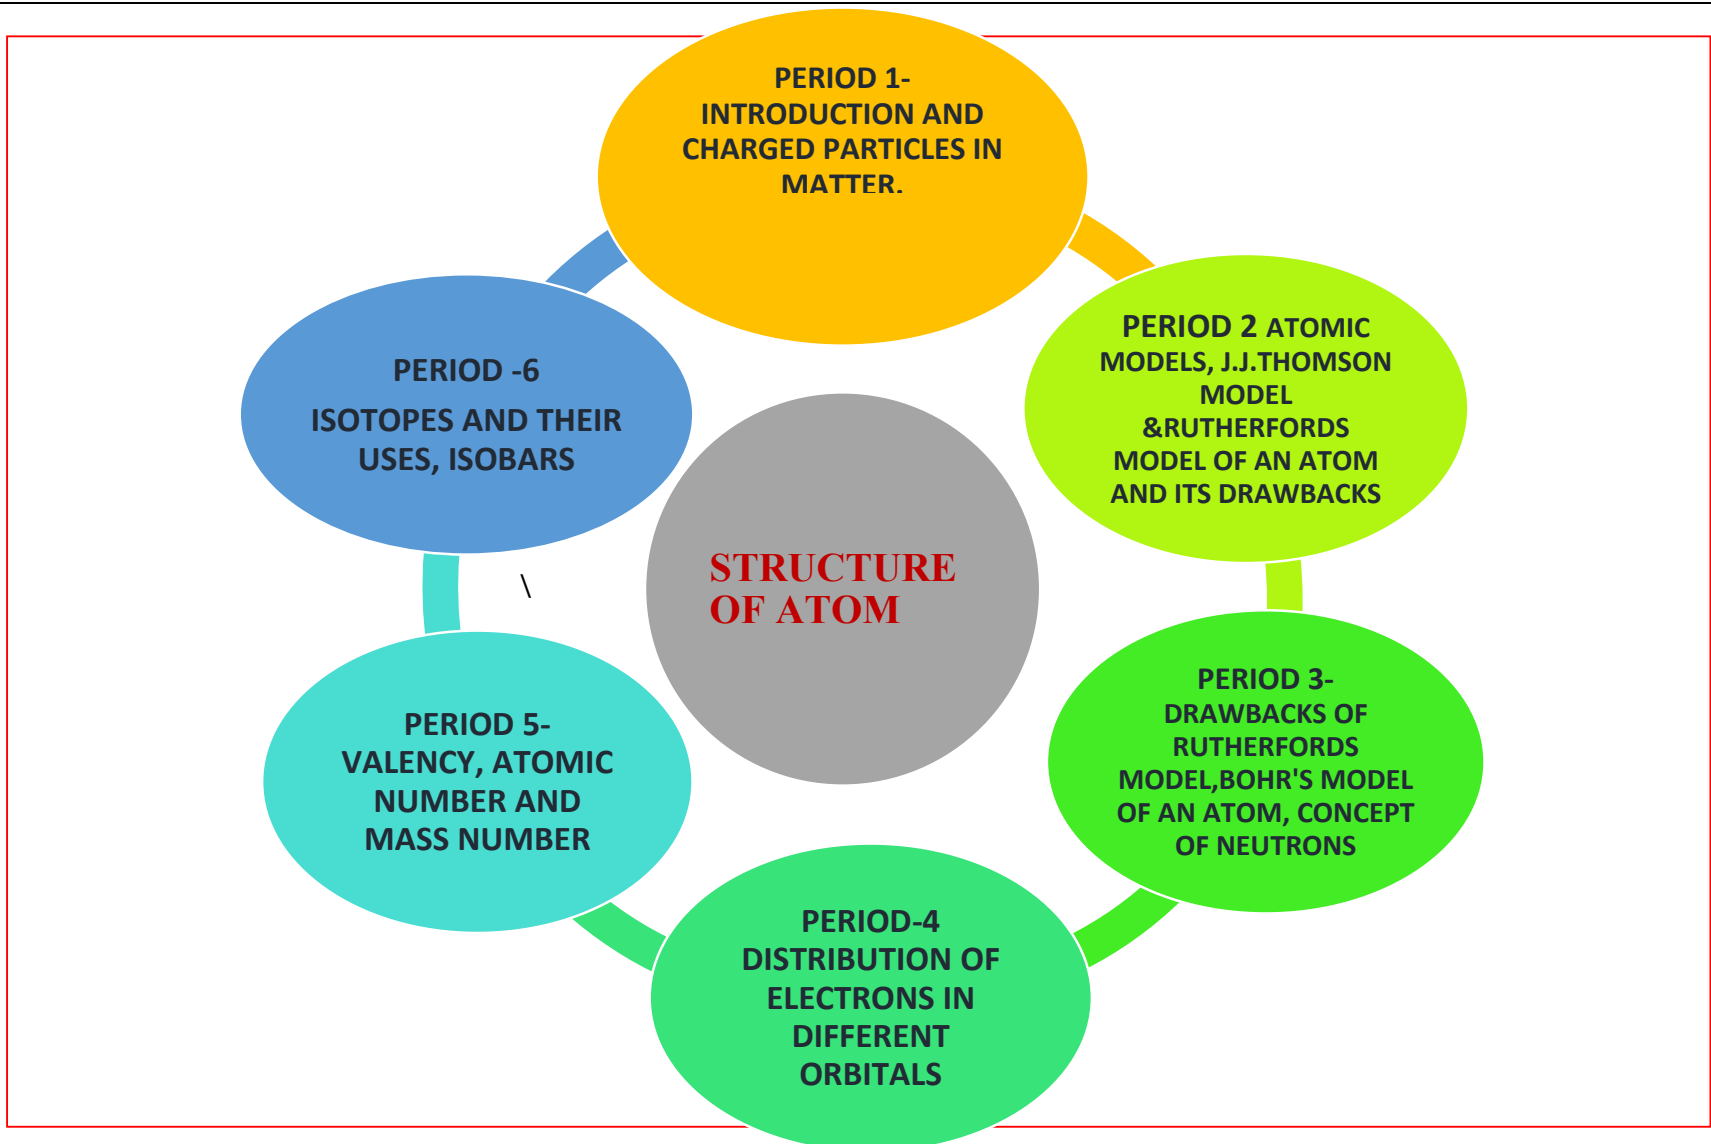 PERIOD 1-
INTRODUCTION AND
CHARGED PARTICLES IN
MATTER.
PERIOD 2 ATOMIC
MODELS, J.J.THOMSON
MODEL
&RUTHERFORDS
MODEL OF AN ATOM
AND ITS DRAWBACKS
PERIOD 3-
DRAWBACKS OF
RUTHERFORDS
MODEL,BOHR'S MODEL
OF AN ATOM, CONCEPT
OF NEUTRONS
PERIOD-4
DISTRIBUTION OF
ELECTRONS IN
DIFFERENT
ORBITALS
PERIOD 5-
VALENCY, ATOMIC
NUMBER AND
MASS NUMBER
PERIOD -6
ISOTOPES AND THEIR
USES, ISOBARS
\
STRUCTURE
OF ATOM